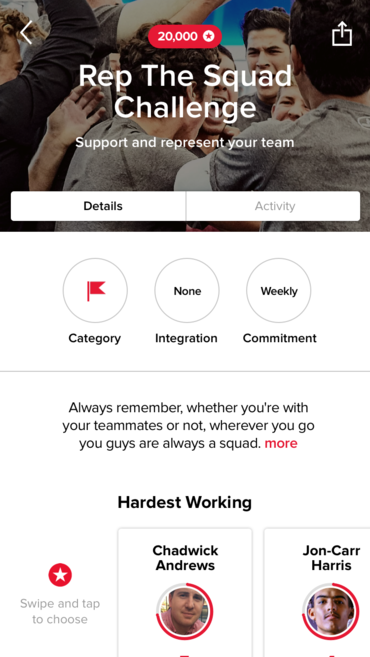 20,000
Rep The Squad
Challenge
Support and represent your team
Details
Activity
None
Weekly
Category
Integration
Commitment
Always remember, whether you're with
your teammates or not, wherever you go
you guys are always a squad. more
Hardest Working
Swipe and tap
to choose
Chadwick
Andrews
Jon-Carr
Harris